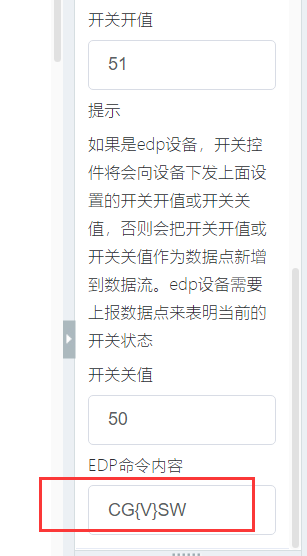 开关开值
51
提示
如果是edp设备，开关控
件将会向设备下发上面设
置的开关开值或开关关
值，否则会把开关开值或
开关关值作为数据点新增
到数据流。edp设备需要
上报数据点来表明当前的
开关状态
开关关值
50
EDP命令内容
CG{V}SW